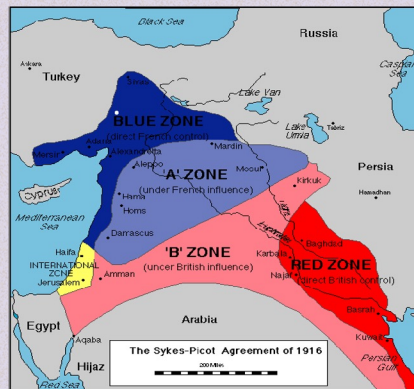 Black Sea
Russia
Caspian
Sea
Ankara
Turkey
Sivas
Lake Van
BLUE ZONE
(direct French control)
Lake
Urmia
Tabriz
Mersin
Adana
Alexandretta
Mardin
Aleppo
'A' ZONE
(under French influence)
Mosul
Persia
Kirkuk
Hamadhan
Cyprus
Hama
Homs
Mediterranean
Sea
Damascus
Tigris
Baghdad
Haifa
INTERNATIONAL
ZONE
Jerusalem
Amman
'B' ZONE
(under British influence)
Karbala
Najaf
RED ZONE
(direct British control)
Basrah
Kuwait
Egypt
Aqaba
Arabia
Persian
Gulf
Hijaz
Red Sea
The Sykes-Picot Agreement of 1916
200 Miles